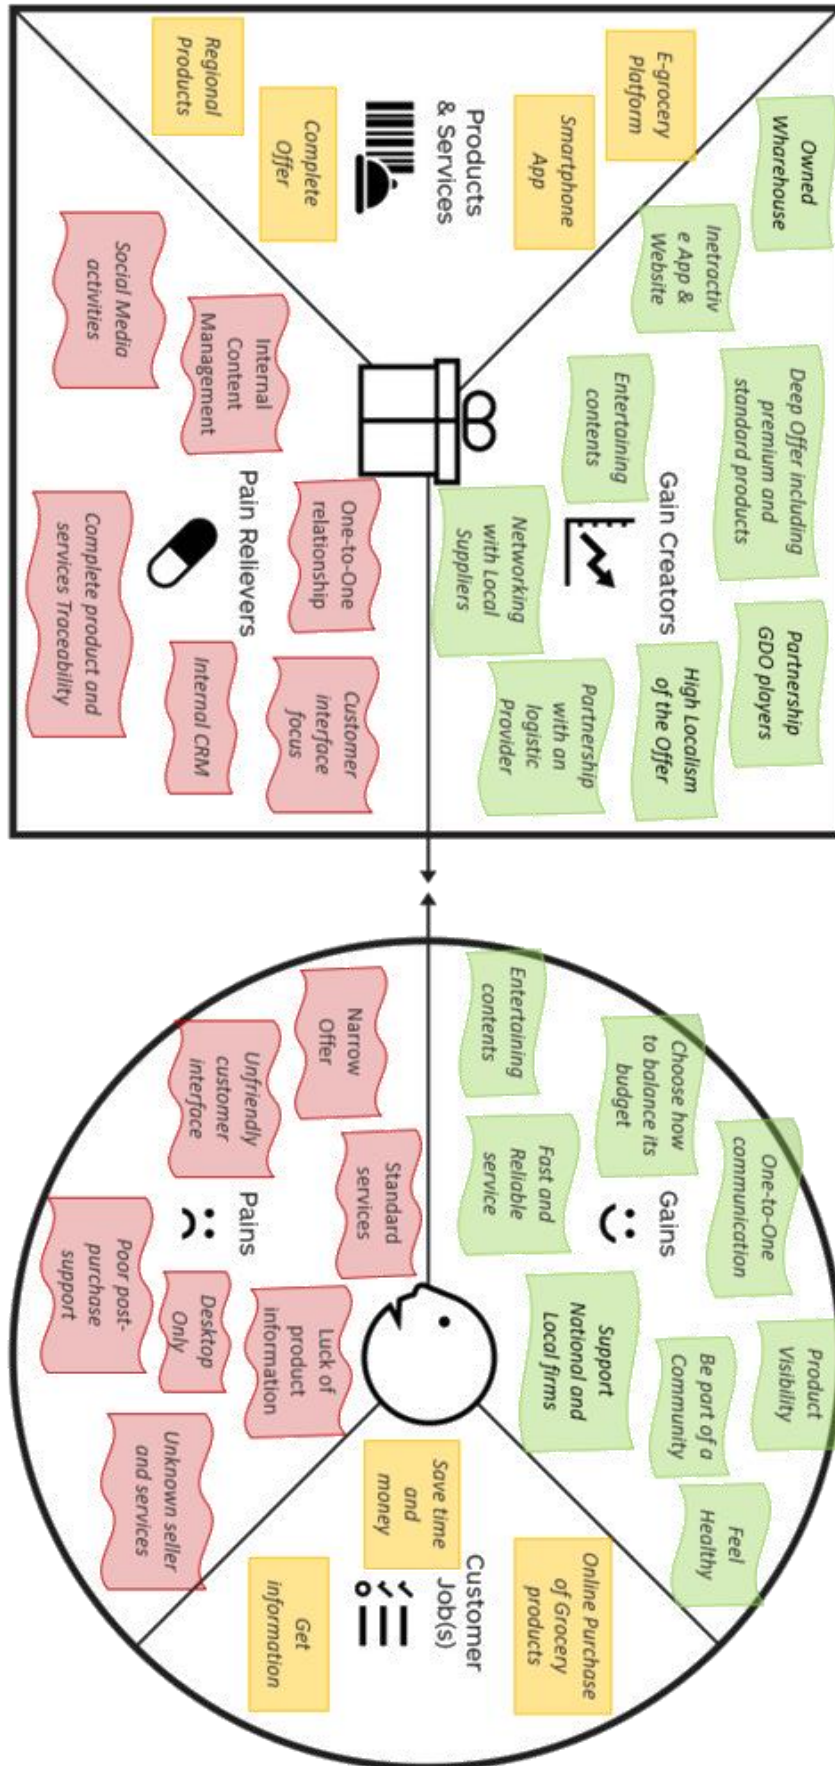 Owned
Wharehouse
Deep Offer including
premium and
standard products
Partnership
GDO players
E-grocery
Platform
Inetractiv
e App &
Website
Entertaining
contents
Gain Creators
High Localism
of the Offer
Smartphone
App
Networking
with Local
Suppliers
Partnership
with an
logistic
Provider
Products
& Services
Complete
Offer
Regional
Products
One-to-One
relationship
Customer
interface
focus
Internal
Content
Management
Pain Relievers
Internal CRM
Social Media
activities
Complete product and
services Traceability
Product
Visibility
One-to-One
communication
Choose how
to balance its
budget
Gains
Be part of a
Community
Feel
Healthy
Entertaining
contents
Fast and
Reliable
service
Support
National and
Local firms
Online Purchase
of Grocery
products
Customer
Job(s)
Save time
and
money
Get
information
Narrow
Offer
Standard
services
Unfriendly
customer
interface
Pains
Luck of
product
information
Desktop
Only
Poor post-
purchase
support
Unknown seller
and services